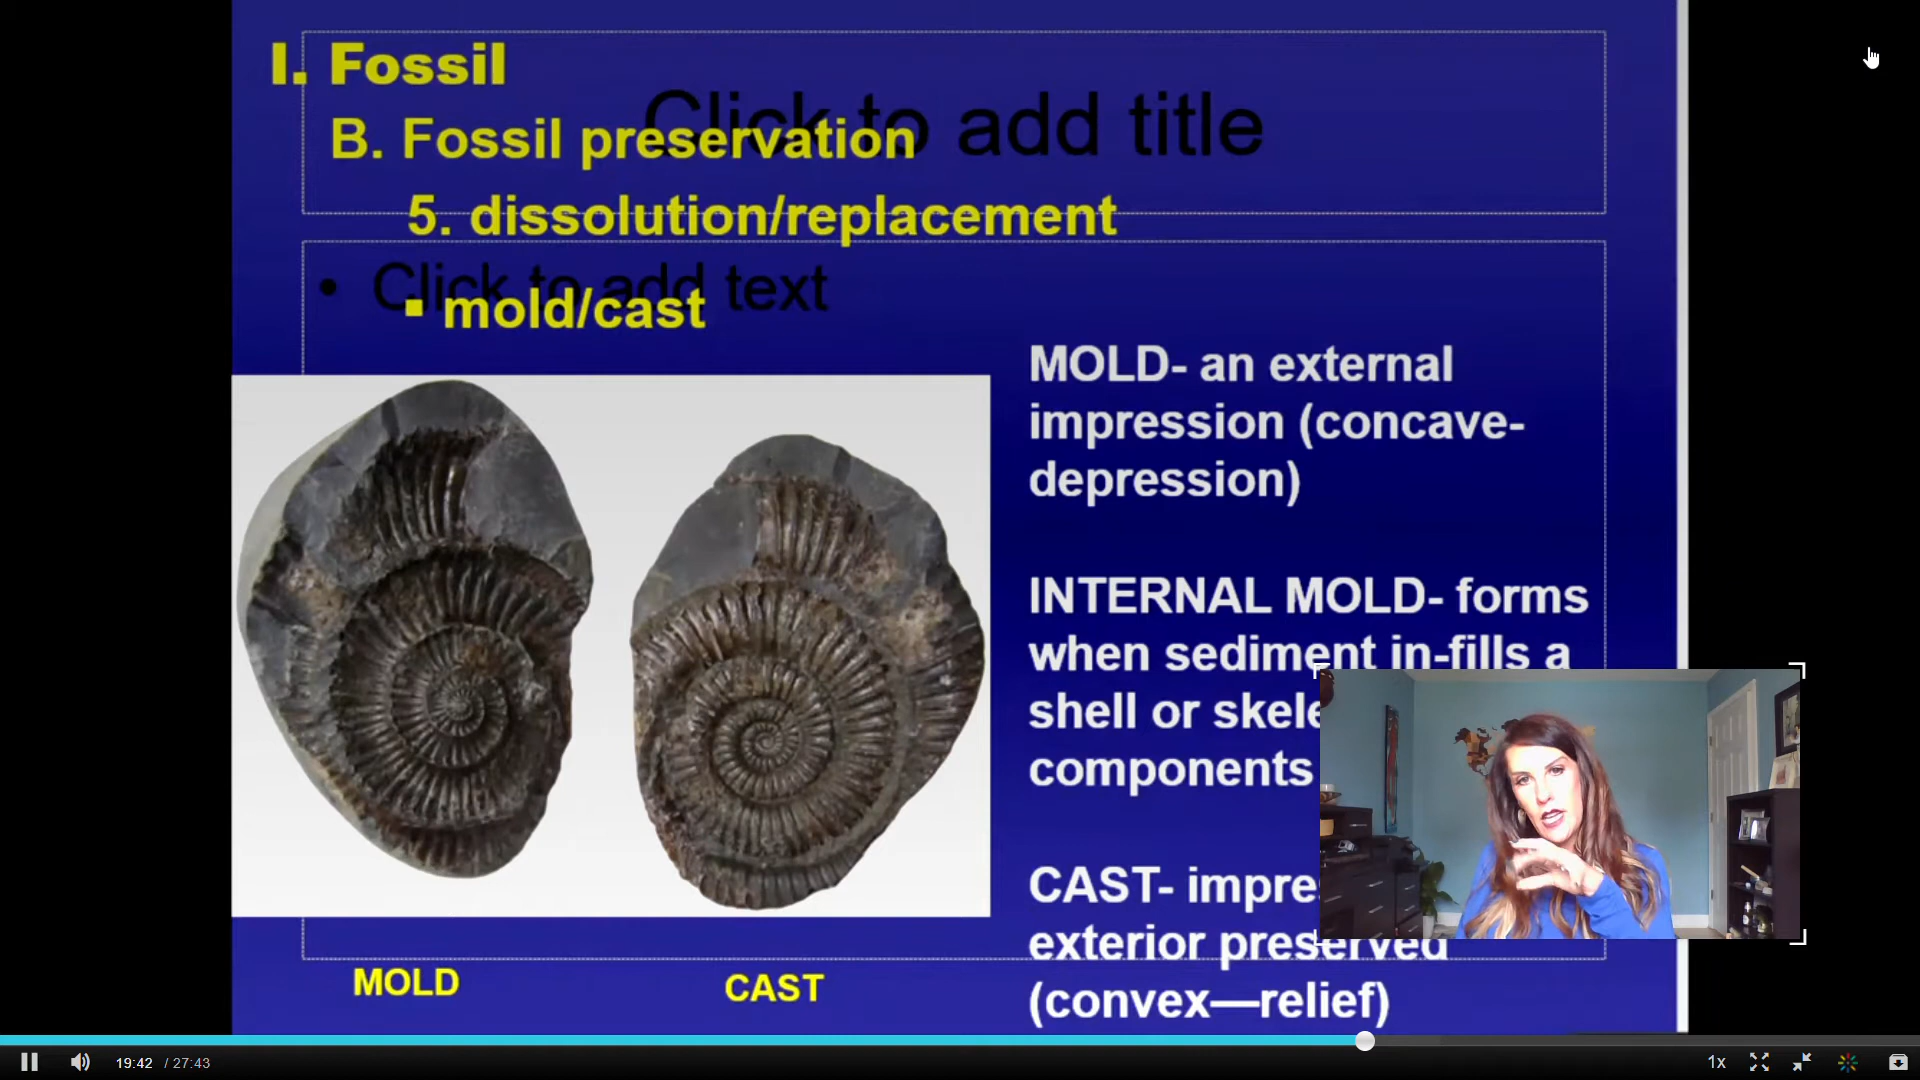 I. Fossil
Click to add title
B. Fossil preservation
5. dissolution/replacement
• Click to add text
▪ mold/cast
MOLD- an external
impression (concave-
depression)
INTERNAL MOLD- forms
when sediment in-fills a
shell or
components
CAST-
exterior preserved
(convex—relief)
MOLD
CAST
19:42 / 27:43
1x